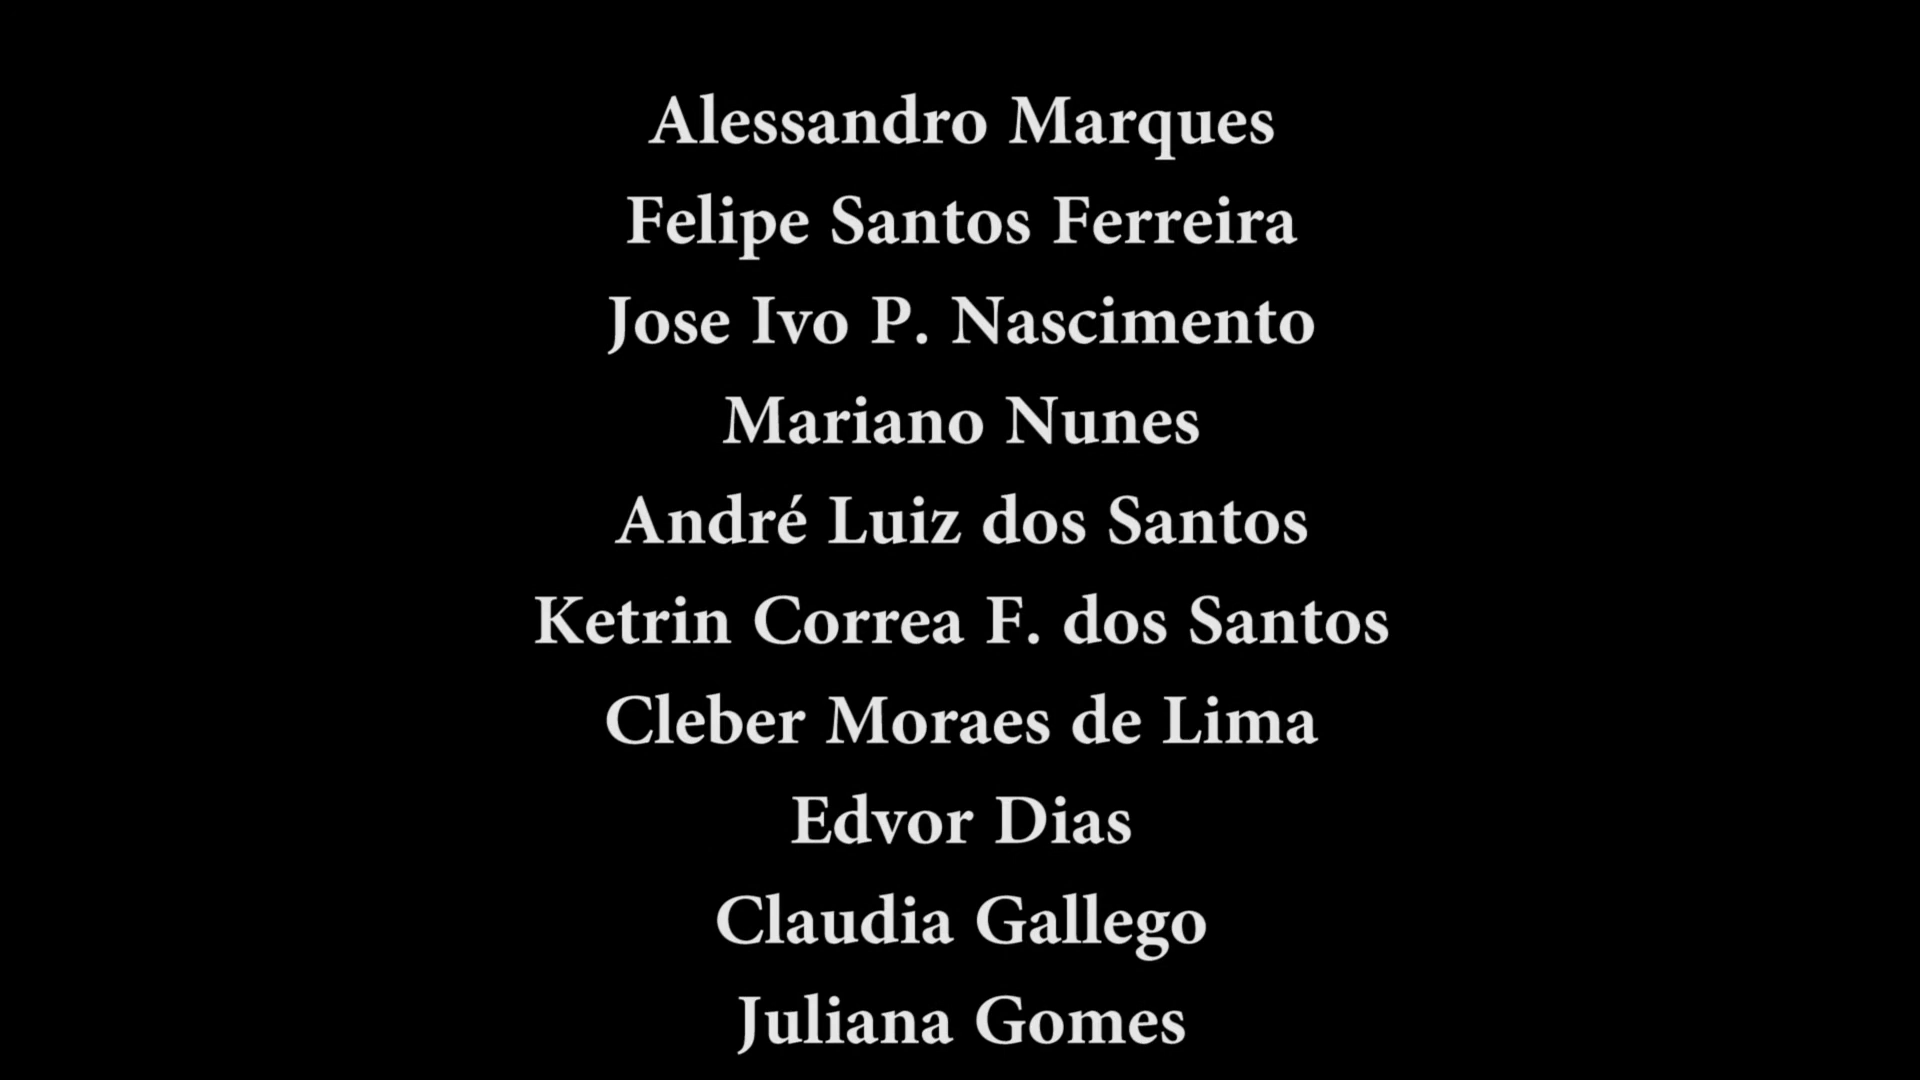 Alessandro Marques
Felipe Santos Ferreira
Jose Ivo P. Nascimento
Mariano Nunes
André Luiz dos Santos
Ketrin Correa F. dos Santos
Cleber Moraes de Lima
Edvor Dias
Claudia Gallego
Juliana Gomes